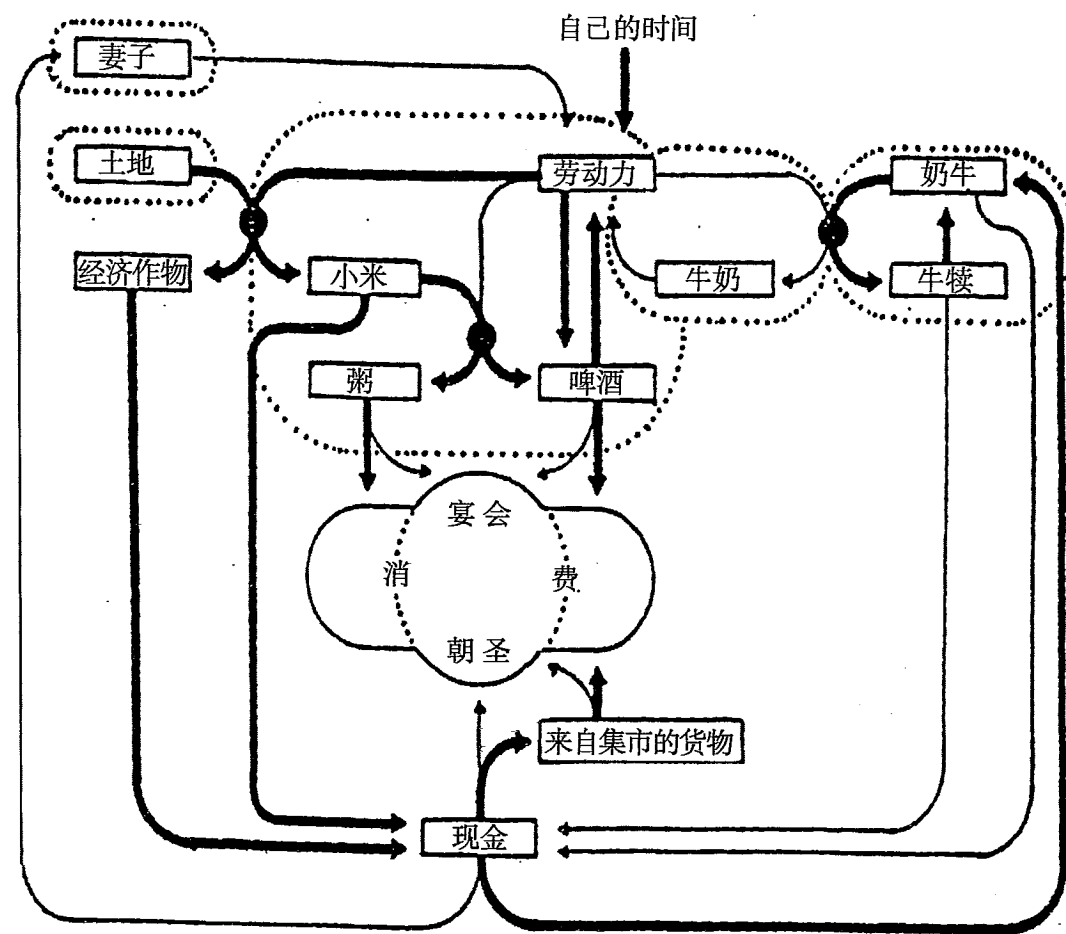 自己的时间
妻子
土地
劳动力
奶牛
经济作物
小米
牛奶
牛犊
粥
啤酒
宴会
消
费
朝圣
来自集市的货物
现金